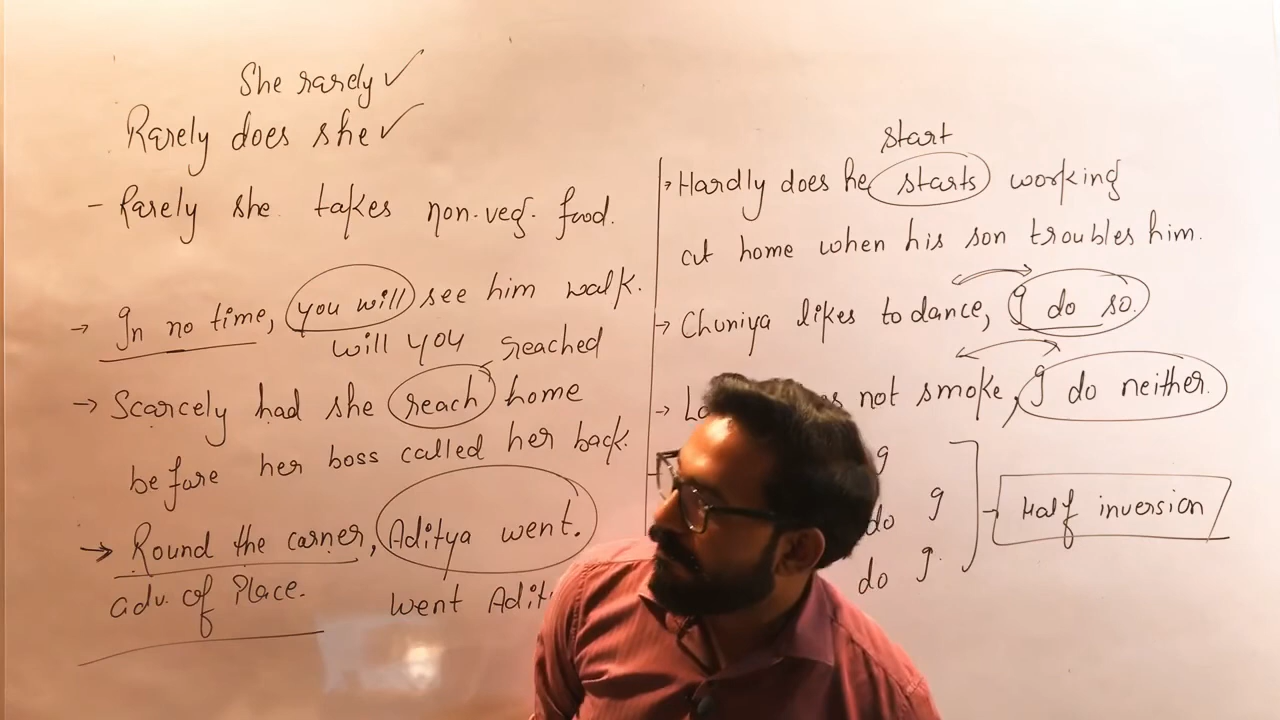 She rarely ✓
Rarely does she ✓
- Rarely she takes non-veg. food.
→ In no time, you will see him walk.
will you
reached
→ Scarcely had she reach home
before her boss called her back.
→ Round the corner, Aditya went.
adv. of Place.
went
start
→ Hardly does he starts working
at home when his son troubles him.
→ Chuniya likes to dance, I do so.
→ not smoke, I do neither.
I
do I
do I.
Half inversion